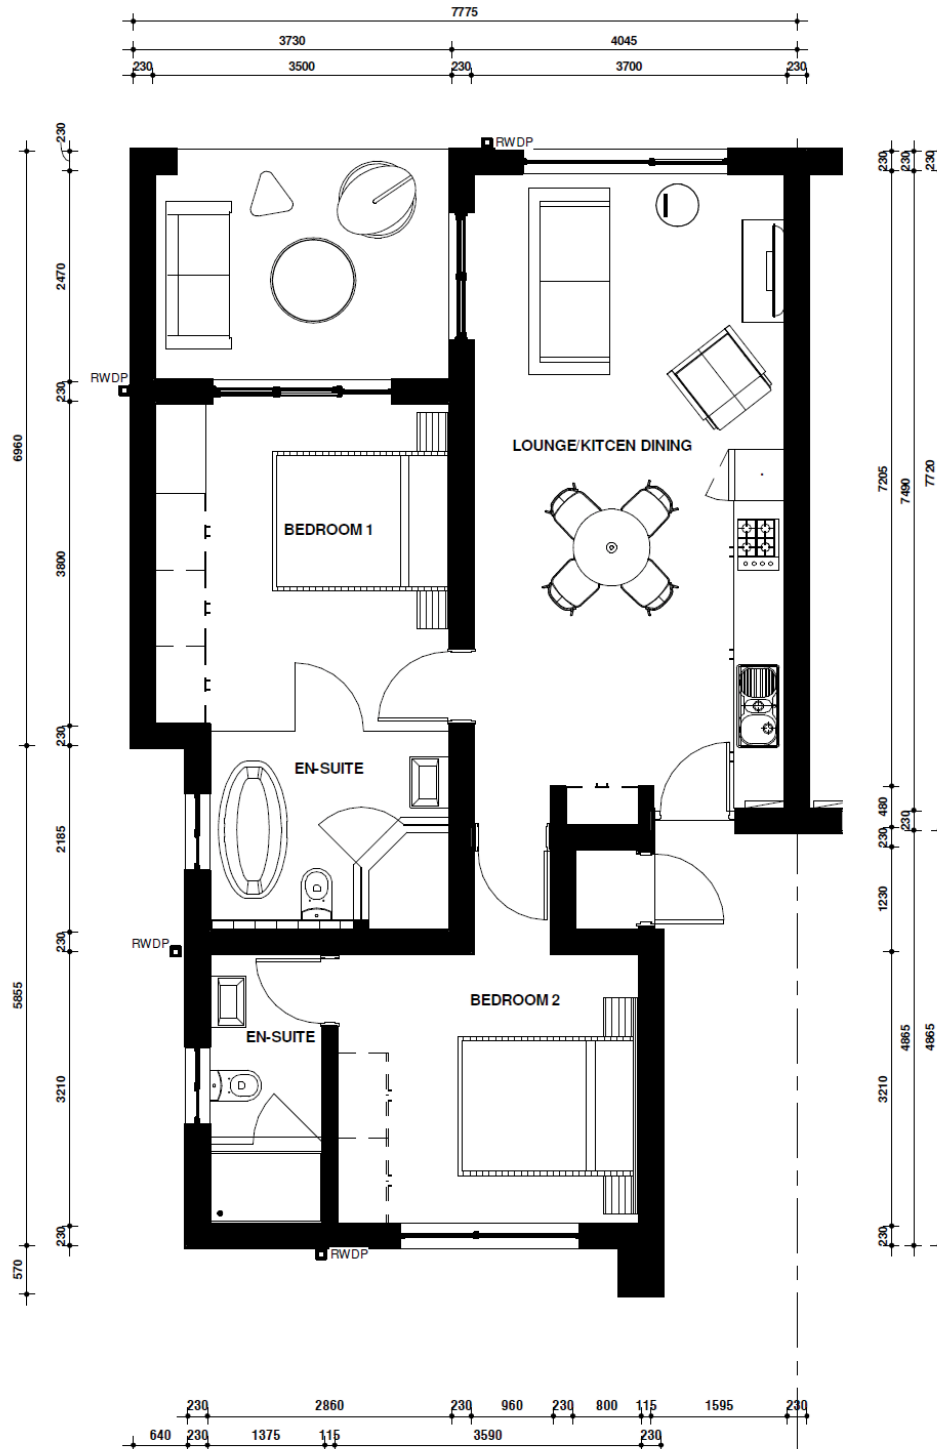 7775
3730 4045
230 3500 230 3700 230
RWDP
230 230 230 230
2470
RWDP
230
6960
LOUNGE/KITCEN DINING
7205 7490 7720
BEDROOM 1
3800
230
EN-SUITE
480
230 230
2185
1230
230
RWDP
5855
BEDROOM 2
EN-SUITE
4865 4865
3210 3210
230 230
RWDP
570
230 2860 230 960 230 800 115 1595 230
640 230 1375 115 3590 230